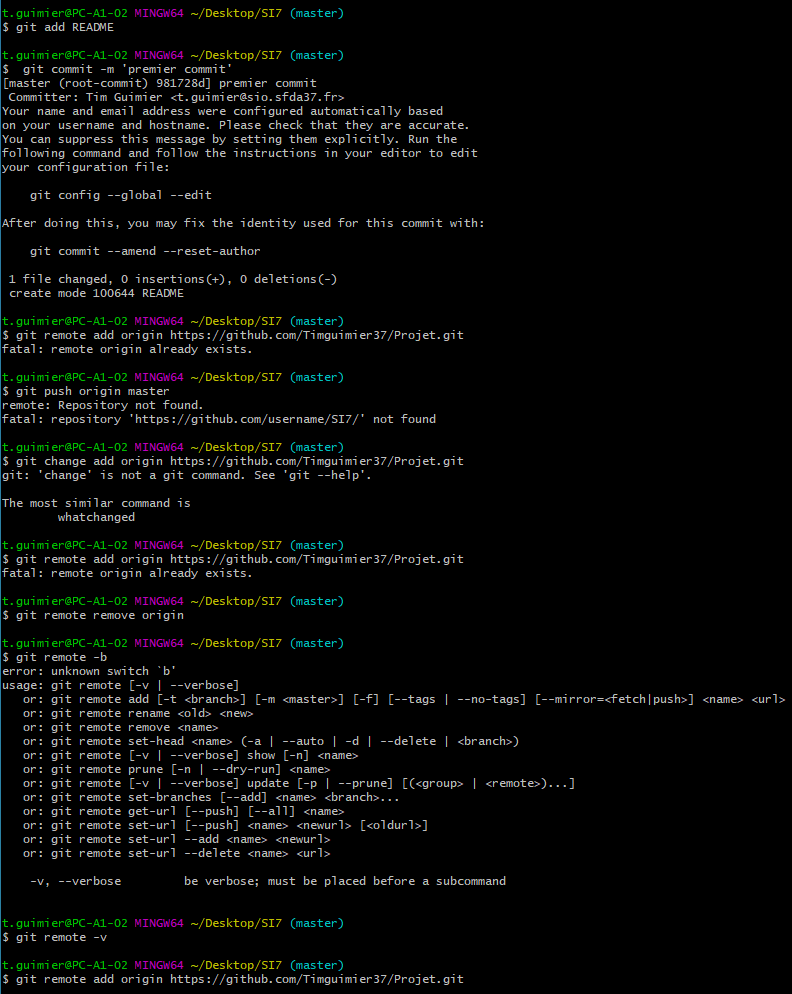 t.guimier@PC-A1-02 MINGW64 ~/Desktop/SI7 (master)
$ git add README

t.guimier@PC-A1-02 MINGW64 ~/Desktop/SI7 (master)
$  git commit -m 'premier commit'
[master (root-commit) 981728d] premier commit
 Committer: Tim Guimier <t.guimier@sio.sfda37.fr>
Your name and email address were configured automatically based
on your username and hostname. Please check that they are accurate.
You can suppress this message by setting them explicitly. Run the
following command and follow the instructions in your editor to edit
your configuration file:

    git config --global --edit

After doing this, you may fix the identity used for this commit with:

    git commit --amend --reset-author

 1 file changed, 0 insertions(+), 0 deletions(-)
 create mode 100644 README

t.guimier@PC-A1-02 MINGW64 ~/Desktop/SI7 (master)
$ git remote add origin https://github.com/Timguimier37/Projet.git
fatal: remote origin already exists.

t.guimier@PC-A1-02 MINGW64 ~/Desktop/SI7 (master)
$ git push origin master
remote: Repository not found.
fatal: repository 'https://github.com/username/SI7/' not found

t.guimier@PC-A1-02 MINGW64 ~/Desktop/SI7 (master)
$ git change add origin https://github.com/Timguimier37/Projet.git
git: 'change' is not a git command. See 'git --help'.

The most similar command is
        whatchanged

t.guimier@PC-A1-02 MINGW64 ~/Desktop/SI7 (master)
$ git remote add origin https://github.com/Timguimier37/Projet.git
fatal: remote origin already exists.

t.guimier@PC-A1-02 MINGW64 ~/Desktop/SI7 (master)
$ git remote remove origin

t.guimier@PC-A1-02 MINGW64 ~/Desktop/SI7 (master)
$ git remote -b
error: unknown switch `b'
usage: git remote [-v | --verbose]
   or: git remote add [-t <branch>] [-m <master>] [-f] [--tags | --no-tags] [--mirror=<fetch|push>] <name> <url>
   or: git remote rename <old> <new>
   or: git remote remove <name>
   or: git remote set-head <name> (-a | --auto | -d | --delete | <branch>)
   or: git remote [-v | --verbose] show [-n] <name>
   or: git remote prune [-n | --dry-run] <name>
   or: git remote [-v | --verbose] update [-p | --prune] [(<group> | <remote>)...]
   or: git remote set-branches [--add] <name> <branch>...
   or: git remote get-url [--push] [--all] <name>
   or: git remote set-url [--push] <name> <newurl> [<oldurl>]
   or: git remote set-url --add <name> <newurl>
   or: git remote set-url --delete <name> <url>

    -v, --verbose         be verbose; must be placed before a subcommand

t.guimier@PC-A1-02 MINGW64 ~/Desktop/SI7 (master)
$ git remote -v

t.guimier@PC-A1-02 MINGW64 ~/Desktop/SI7 (master)
$ git remote add origin https://github.com/Timguimier37/Projet.git